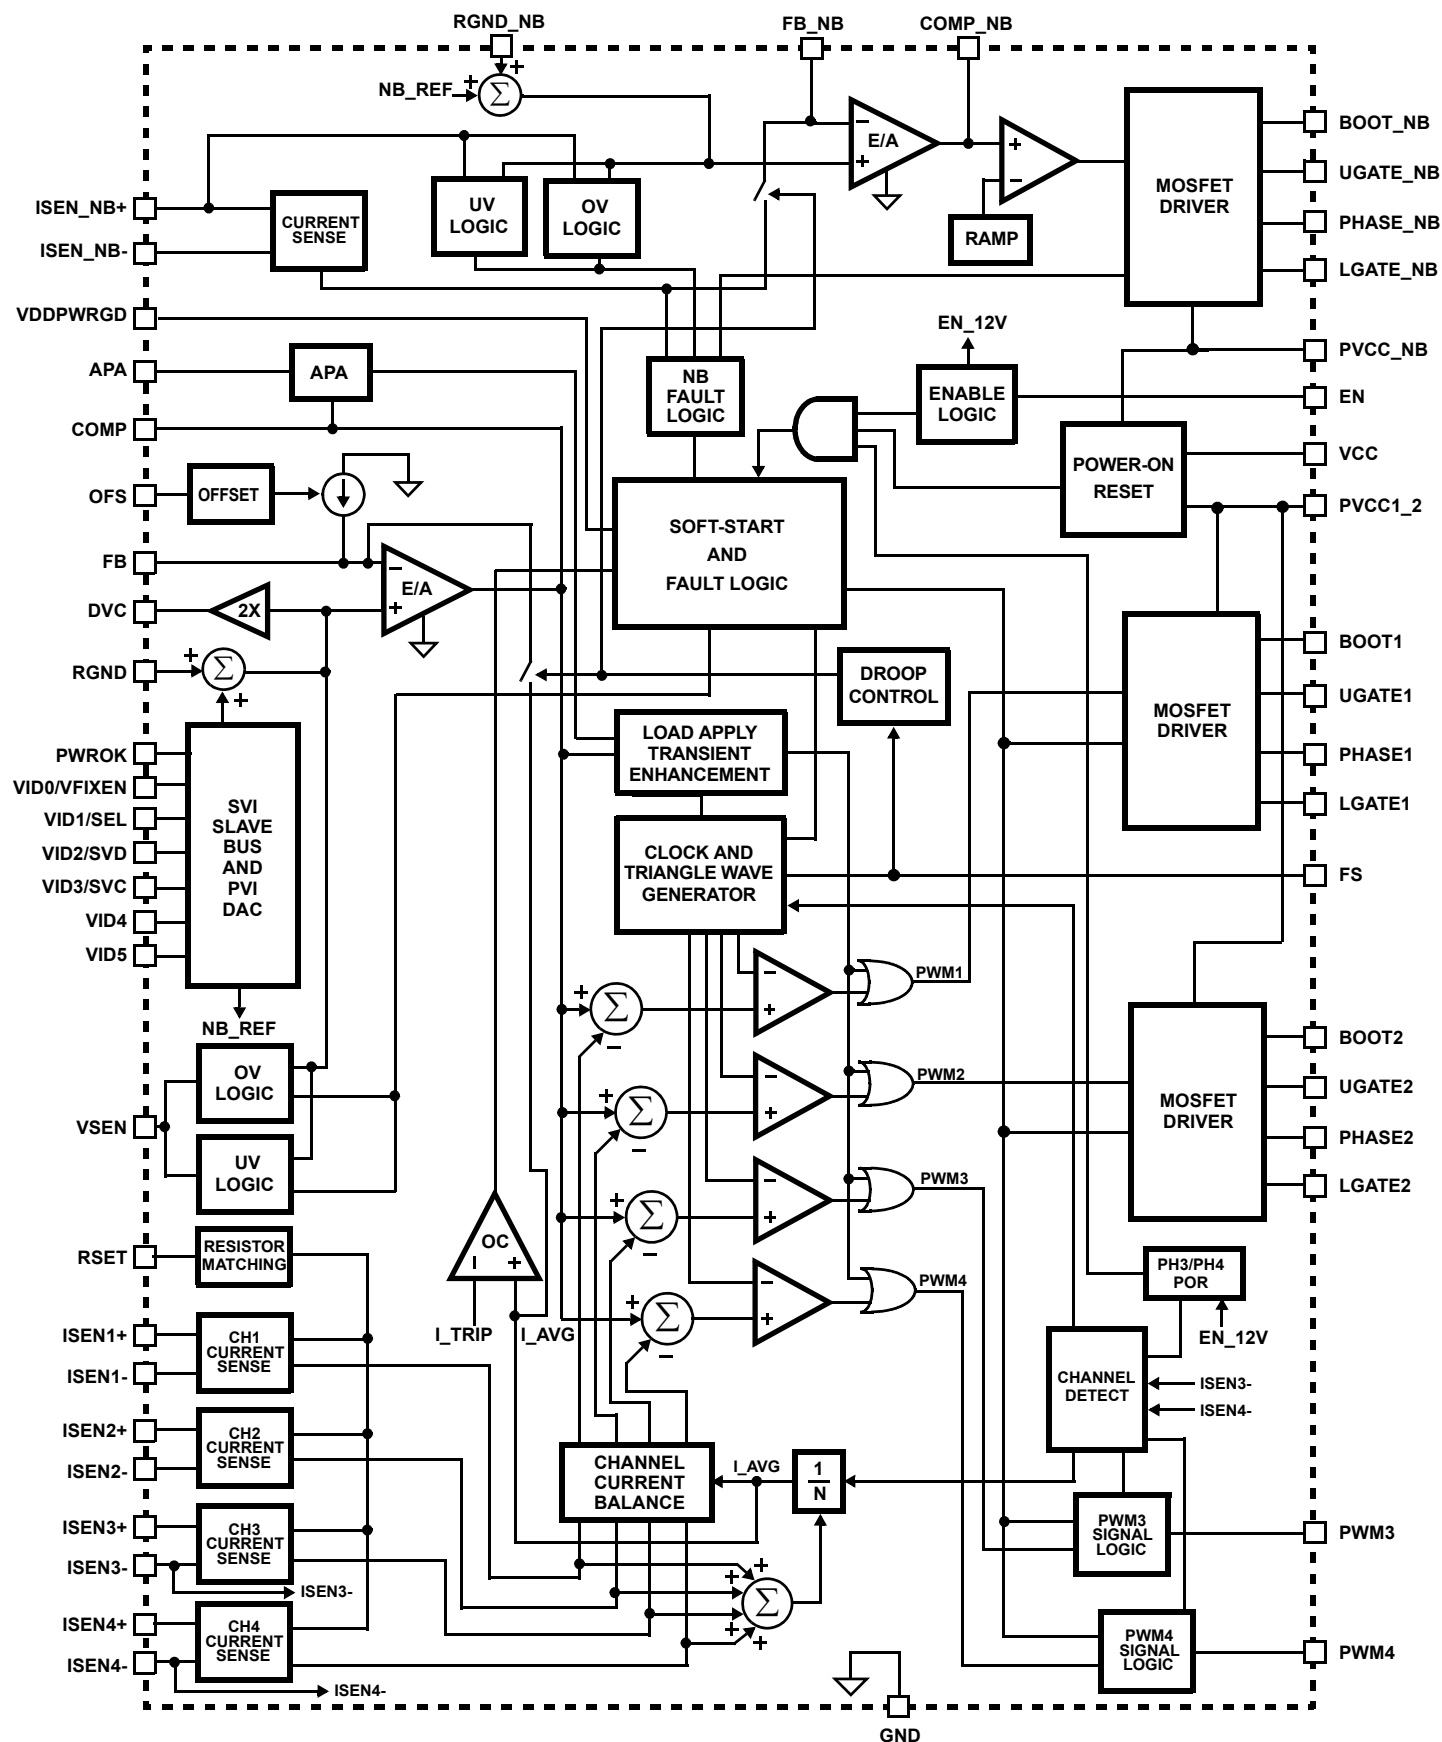 RGND_NB
FB_NB
COMP_NB
NB_REF
+
+
Σ
E/A
−
+
+
−
RAMP
MOSFET
DRIVER
BOOT_NB
UGATE_NB
PHASE_NB
LGATE_NB
ISEN_NB+
ISEN_NB-
CURRENT
SENSE
UV
LOGIC
OV
LOGIC
VDDPWRGD
EN_12V
PVCC_NB
APA
APA
NB
FAULT
LOGIC
ENABLE
LOGIC
EN
COMP
POWER-ON
RESET
VCC
OFS
OFFSET
PVCC1_2
SOFT-START
AND
FAULT LOGIC
FB
−
E/A
+
DVC
2X
RGND
+
Σ
+
DROOP
CONTROL
MOSFET
DRIVER
BOOT1
UGATE1
PHASE1
LGATE1
LOAD APPLY
TRANSIENT
ENHANCEMENT
PWROK
VID0/VFIXEN
VID1/SEL
VID2/SVD
VID3/SVC
VID4
VID5
SVI
SLAVE
BUS
AND
PVI
DAC
NB_REF
CLOCK AND
TRIANGLE WAVE
GENERATOR
FS
+
Σ
−
−
+
PWM1
+
Σ
−
−
+
PWM2
MOSFET
DRIVER
BOOT2
UGATE2
PHASE2
LGATE2
OV
LOGIC
VSEN
UV
LOGIC
+
Σ
−
−
+
PWM3
RSET
RESISTOR
MATCHING
OC
−
+
I_TRIP
I_AVG
+
Σ
−
−
+
PWM4
PH3/PH4
POR
EN_12V
ISEN1+
ISEN1-
CH1
CURRENT
SENSE
CHANNEL
DETECT
ISEN3-
ISEN4-
ISEN2+
ISEN2-
CH2
CURRENT
SENSE
CHANNEL
CURRENT
BALANCE
I_AVG
1
N
ISEN3+
ISEN3-
CH3
CURRENT
SENSE
ISEN3-
PWM3
SIGNAL
LOGIC
PWM3
+
+
Σ
+
+
ISEN4+
ISEN4-
CH4
CURRENT
SENSE
ISEN4-
PWM4
SIGNAL
LOGIC
PWM4
GND